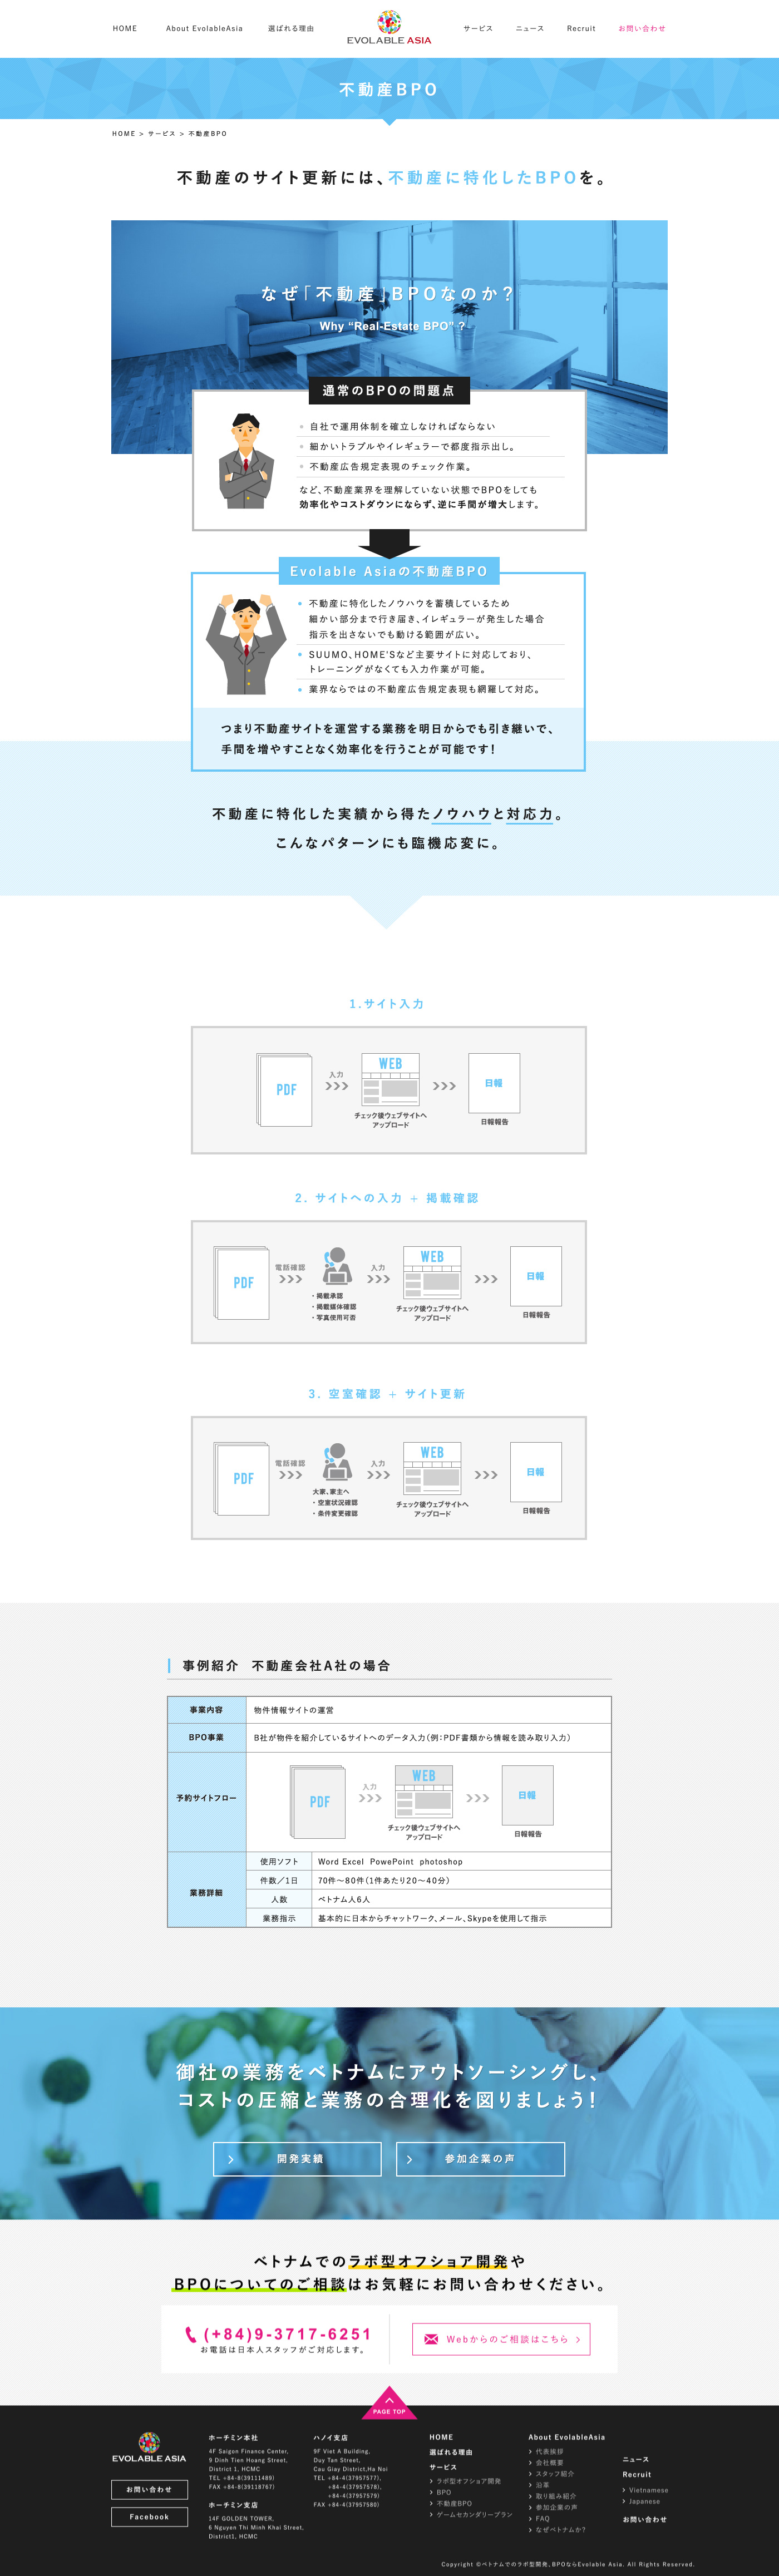 HOME
About EvolableAsia
選ばれる理由
EVOLABLE ASIA
サービス
ニュース
Recruit
お問い合わせ
不動産BPO
HOME > サービス > 不動産BPO
不動産のサイト更新には、不動産に特化したBPOを。
なぜ「不動産」BPOなのか？
Why “Real-Estate BPO” ?
通常のBPOの問題点
自社で運用体制を確立しなければならない
細かいトラブルやイレギュラーで都度指示出し。
不動産広告規定表現のチェック作業。
など、不動産業界を理解していない状態でBPOをしても
効率化やコストダウンにならず、逆に手間が増大します。
Evolable Asiaの不動産BPO
不動産に特化したノウハウを蓄積しているため
細かい部分まで行き届き、イレギュラーが発生した場合
指示を出さないでも動ける範囲が広い。
SUUMO、HOME'Sなど主要サイトに対応しており、
トレーニングがなくても入力作業が可能。
業界ならではの不動産広告規定表現も網羅して対応。
つまり不動産サイトを運営する業務を明日からでも引き継いで、
手間を増やすことなく効率化を行うことが可能です！
不動産に特化した実績から得たノウハウと対応力。
こんなパターンにも臨機応変に。
1.サイト入力
PDF
入力
WEB
チェック後ウェブサイトへ
アップロード
日報
日報報告
2. サイトへの入力 + 掲載確認
PDF
電話確認
・掲載承認
・掲載媒体確認
・写真使用可否
入力
WEB
チェック後ウェブサイトへ
アップロード
日報
日報報告
3. 空室確認 + サイト更新
PDF
電話確認
大家、家主へ
・空室状況確認
・条件変更確認
入力
WEB
チェック後ウェブサイトへ
アップロード
日報
日報報告
事例紹介 不動産会社A社の場合
事業内容
物件情報サイトの運営
BPO事業
B社が物件を紹介しているサイトへのデータ入力（例：PDF書類から情報を読み取り入力）
予約サイトフロー
PDF
入力
WEB
チェック後ウェブサイトへ
アップロード
日報
日報報告
業務詳細
使用ソフト
Word Excel PowePoint photoshop
件数／1日
70件〜80件（1件あたり20〜40分）
人数
ベトナム人6人
業務指示
基本的に日本からチャットワーク、メール、Skypeを使用して指示
御社の業務をベトナムにアウトソーシングし、
コストの圧縮と業務の合理化を図りましょう！
開発実績
参加企業の声
ベトナムでのラボ型オフショア開発や
BPOについてのご相談はお気軽にお問い合わせください。
(+84)9-3717-6251
お電話は日本人スタッフがご対応します。
Webからのご相談はこちら
PAGE TOP
EVOLABLE ASIA
お問い合わせ
Facebook
ホーチミン本社
4F Saigon Finance Center,
9 Dinh Tien Hoang Street,
District 1, HCMC
TEL +84-8(39111489)
FAX +84-8(39118767)
ホーチミン支店
14F GOLDEN TOWER,
6 Nguyen Thi Minh Khai Street,
District1, HCMC
ハノイ支店
9F Viet A Building,
Duy Tan Street,
Cau Giay District,Ha Noi
TEL +84-4(37957577),
+84-4(37957578),
+84-4(37957579)
FAX +84-4(37957580)
HOME
選ばれる理由
サービス
ラボ型オフショア開発
BPO
不動産BPO
ゲームセカンダリープラン
About EvolableAsia
代表挨拶
会社概要
スタッフ紹介
沿革
取り組み紹介
参加企業の声
FAQ
なぜベトナムか？
ニュース
Recruit
Vietnamese
Japanese
お問い合わせ
Copyright ©ベトナムでのラボ型開発、BPOならEvolable Asia. All Rights Reserved.